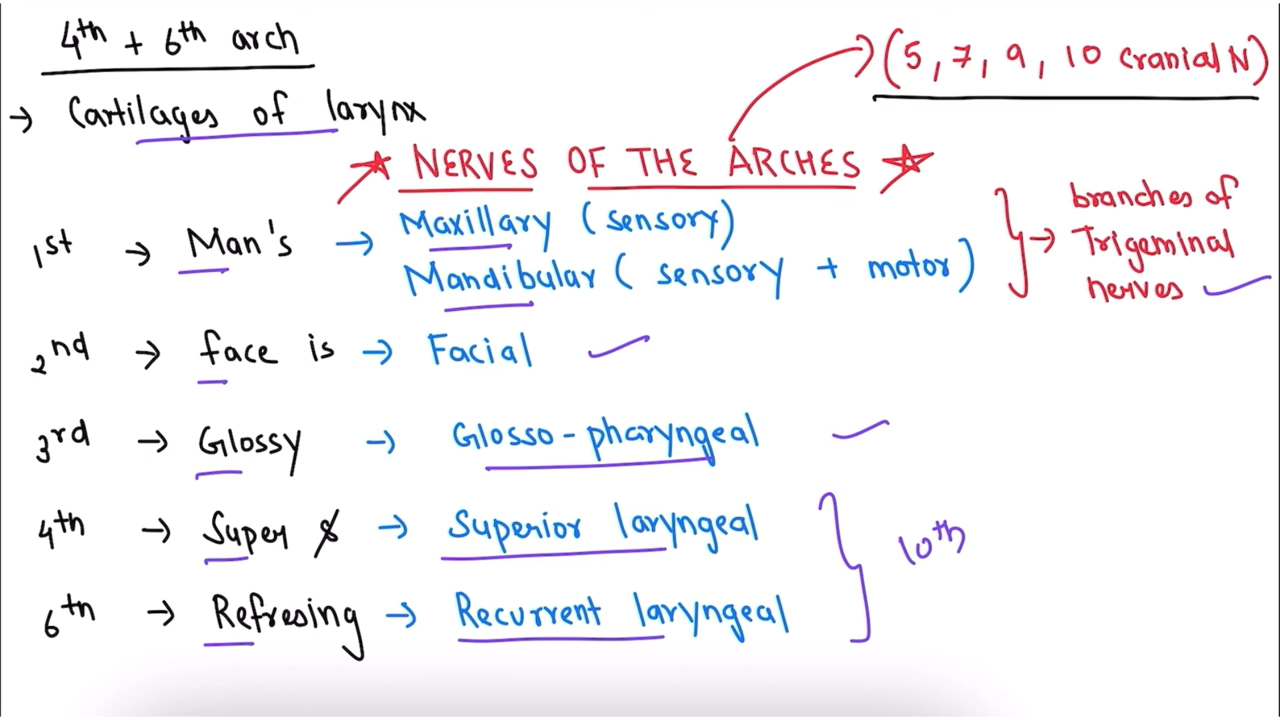 4th + 6th arch
→ Cartilages of larynx
(5, 7, 9, 10 cranial N)
NERVES OF THE ARCHES
1st → Man's → Maxillary (sensory)
Mandibular (sensory + motor)
→ branches of
Trigeminal
nerves
2nd → face is → Facial
3rd → Glossy → Glosso-pharyngeal
4th → Super & → Superior laryngeal
6th → Refresing → Recurrent laryngeal
10th